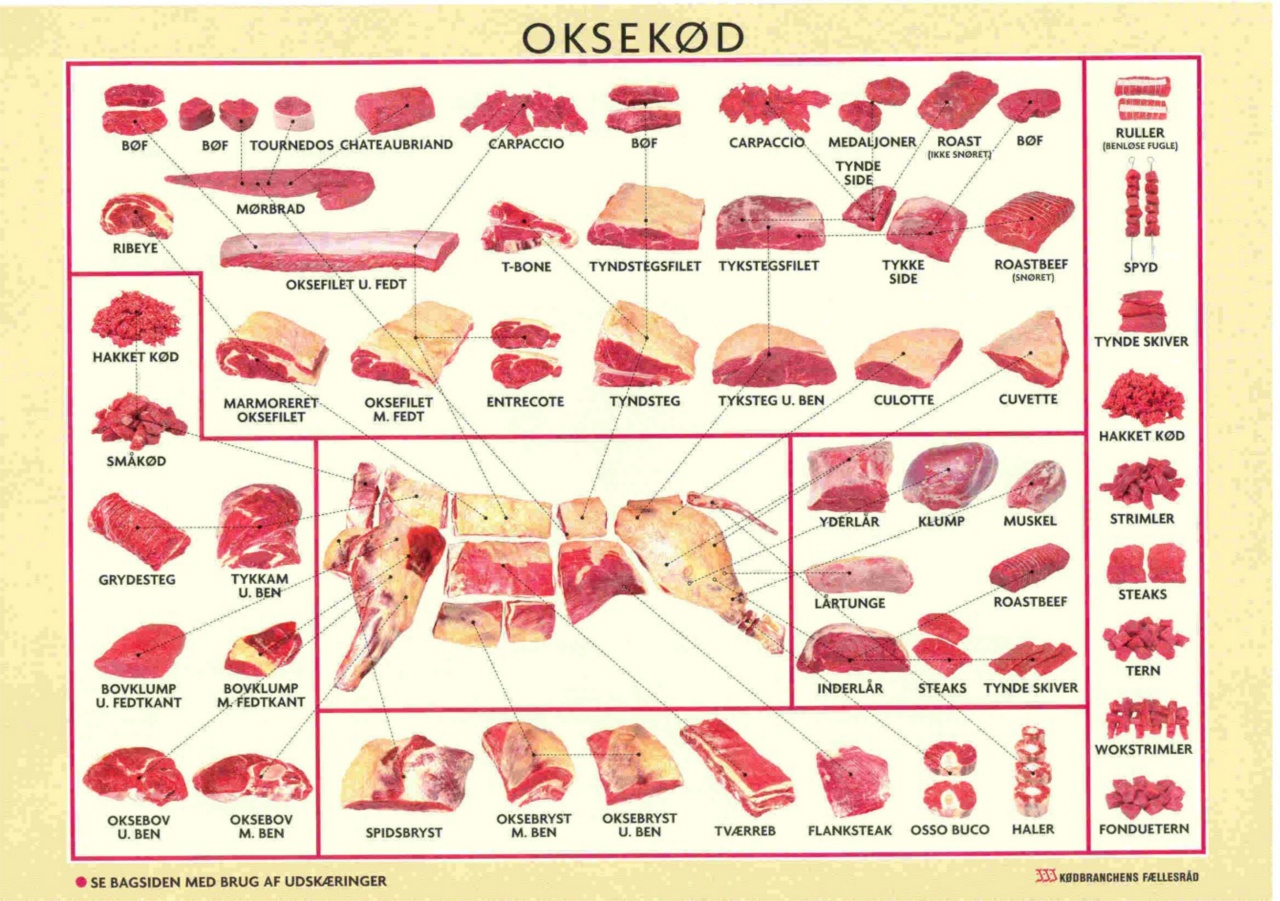 OKSEKØD
BØF
BØF
TOURNEDOS
CHATEAUBRIAND
CARPACCIO
BØF
CARPACCIO
MEDALJONER
ROAST
(IKKE SNØRET)
BØF
MØRBRAD
TYNDE
SIDE
RIBEYE
OKSEFILET U. FEDT
T-BONE
TYNDSTEGSFILET
TYKSTEGSFILET
TYKKE
SIDE
ROASTBEEF
(SNØRET)
MARMORERET
OKSEFILET
OKSEFILET
M. FEDT
ENTRECOTE
TYNDSTEG
TYKSTEG U. BEN
CULOTTE
CUVETTE
HAKKET KØD
SMÅKØD
GRYDESTEG
TYKKAM
U. BEN
BOVKLUMP
U. FEDTKANT
BOVKLUMP
M. FEDTKANT
OKSEBOV
U. BEN
OKSEBOV
M. BEN
YDERLÅR
KLUMP
MUSKEL
LÅRTUNGE
ROASTBEEF
INDERLÅR
STEAKS
TYNDE SKIVER
SPIDSBRYST
OKSEBRYST
M. BEN
OKSEBRYST
U. BEN
TVÆRREB
FLANKSTEAK
OSSO BUCO
HALER
RULLER
(BENLØSE FUGLE)
SPYD
TYNDE SKIVER
HAKKET KØD
STRIMLER
STEAKS
TERN
WOKSTRIMLER
FONDUETERN
SE BAGSIDEN MED BRUG AF UDSKÆRINGER
KØDBRANCHENS FÆLLESRÅD